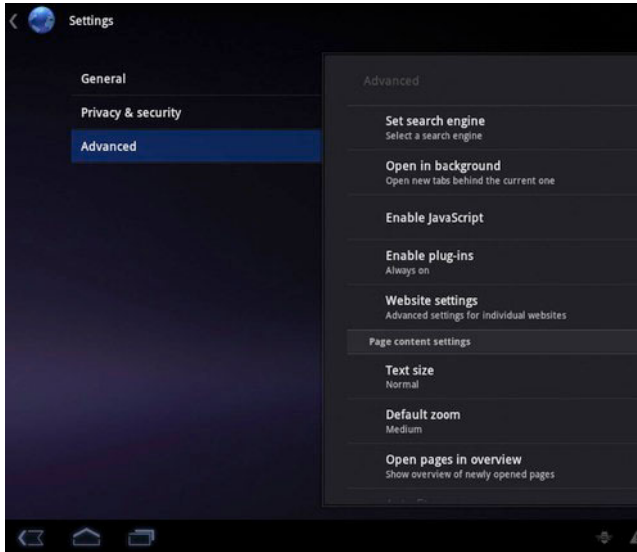 Settings
General
Privacy & security
Advanced
Advanced
Set search engine
Select a search engine
Open in background
Open new tabs behind the current one
Enable JavaScript
Enable plug-ins
Always on
Website settings
Advanced settings for individual websites
Page content settings
Text size
Normal
Default zoom
Medium
Open pages in overview
Show overview of newly opened pages